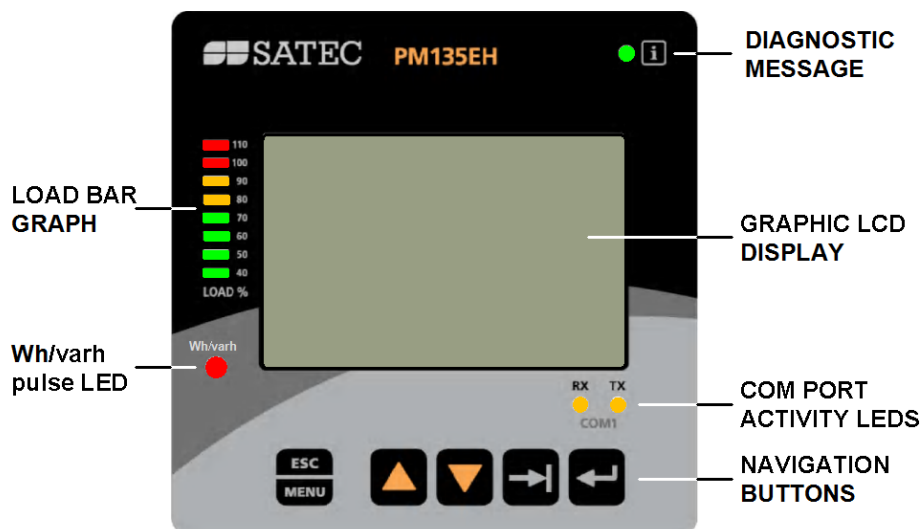 SATEC PM135EH
i
DIAGNOSTIC
MESSAGE
LOAD BAR
GRAPH
110
100
90
80
70
60
50
40
LOAD %
GRAPHIC LCD
DISPLAY
Wh/varh
pulse LED
Wh/varh
RX TX
COM1
COM PORT
ACTIVITY LEDS
ESC
MENU
NAVIGATION
BUTTONS